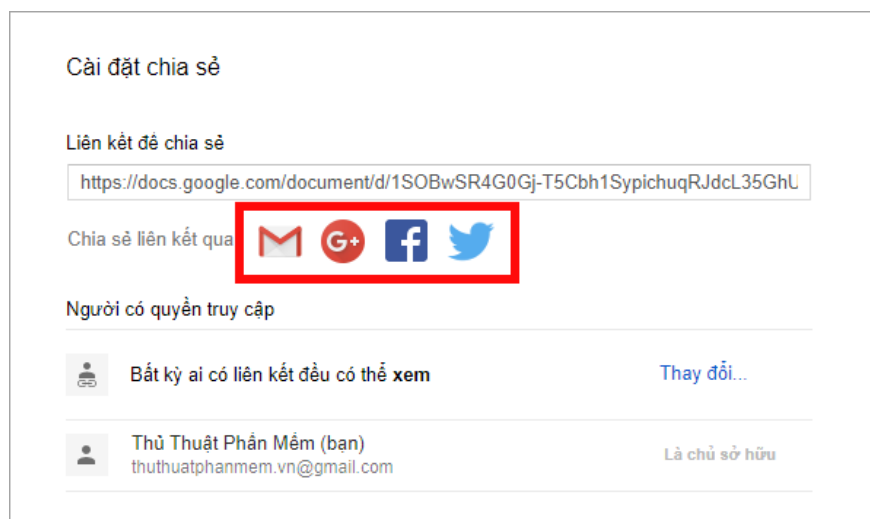 Cài đặt chia sẻ
Liên kết để chia sẻ
https://docs.google.com/document/d/1SOBwSR4G0Gj-T5Cbh1SypichuqRJdcL35GhU
Chia sẻ liên kết qua
G+
f
Người có quyền truy cập
Bất kỳ ai có liên kết đều có thể xem
Thay đổi...
Thủ Thuật Phần Mềm (bạn)
Là chủ sở hữu
thuthuatphanmem.vn@gmail.com